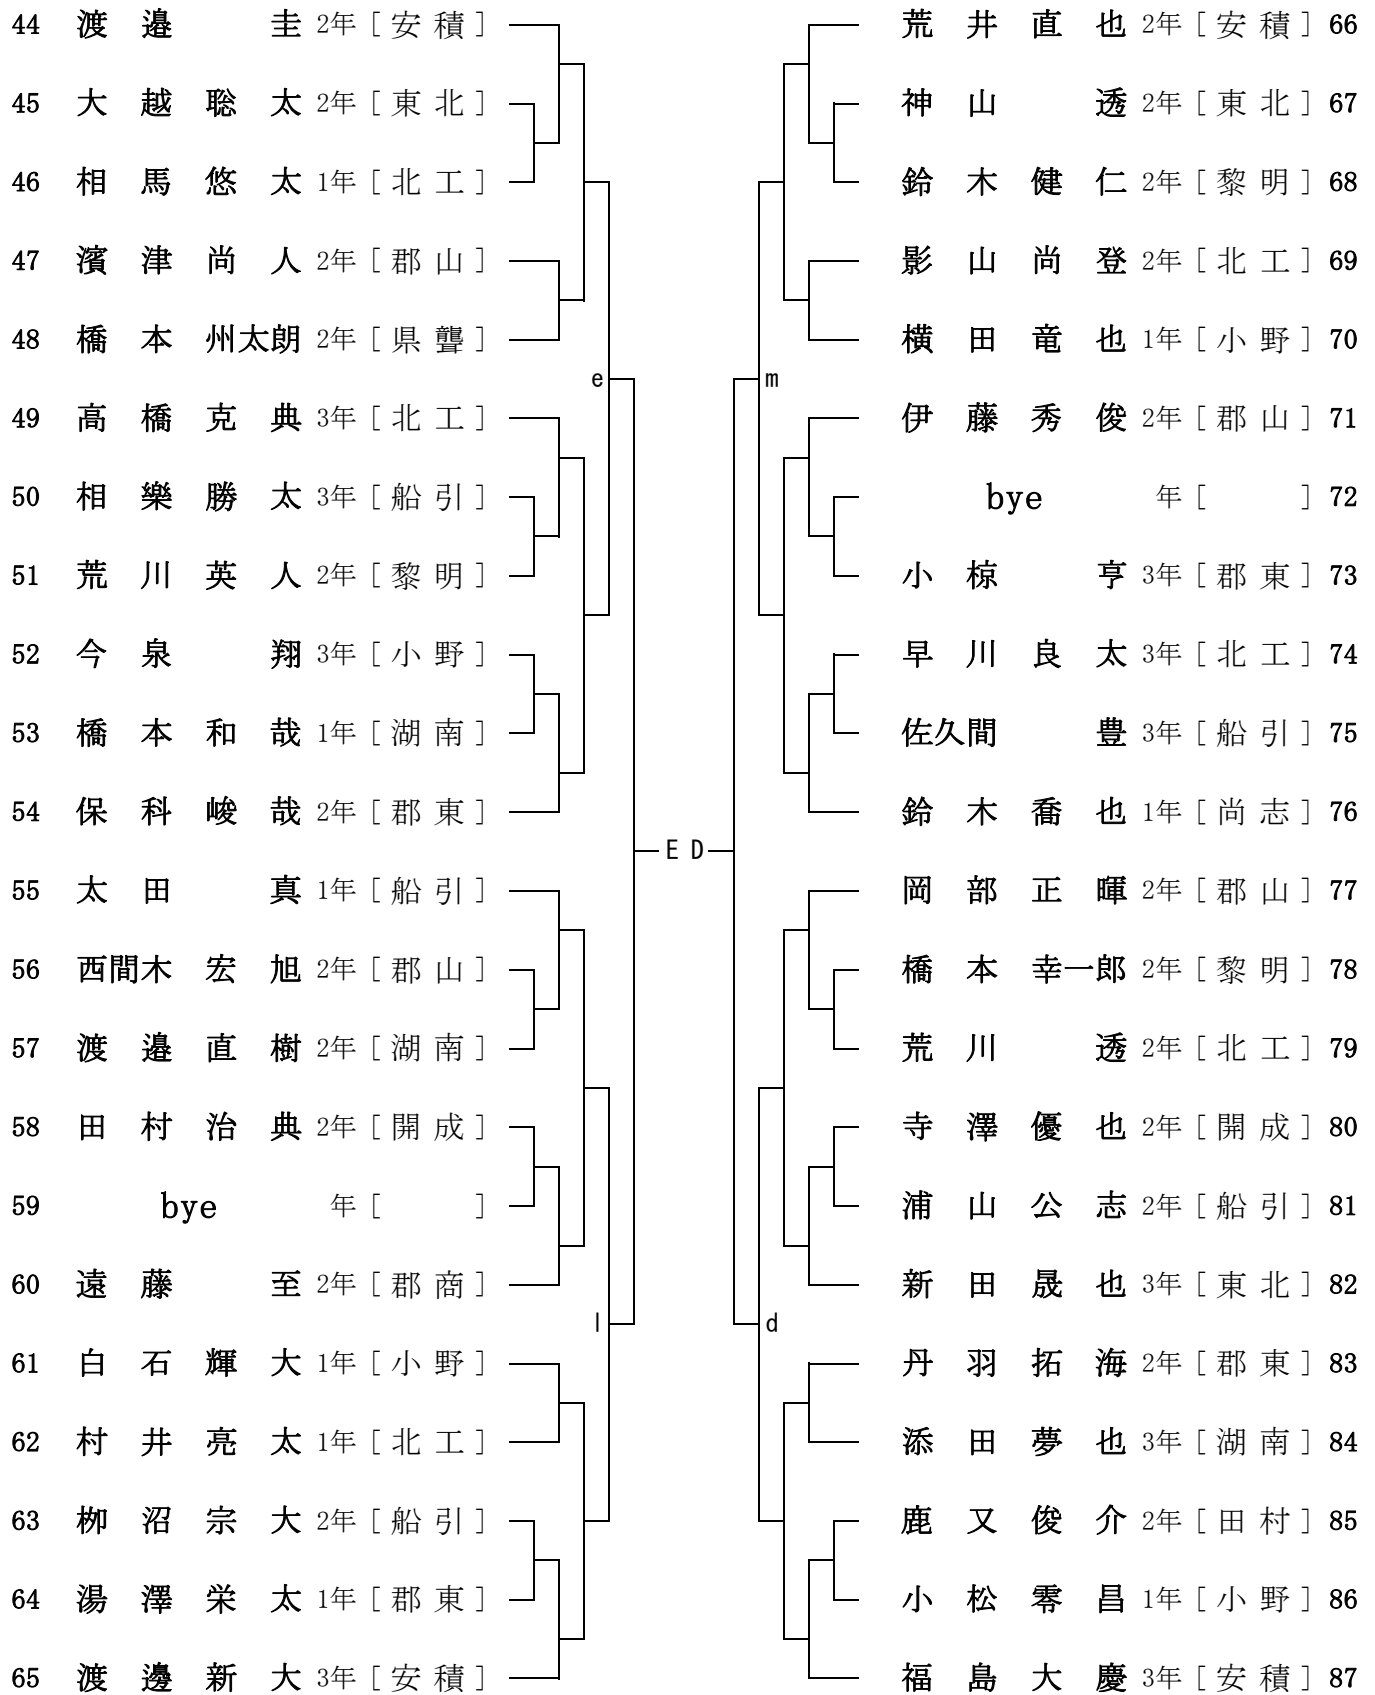 44 渡邉 圭 2年 [ 安積 ] 荒井直也 2年 [ 安積 ] 66
45 大越聡太 2年 [ 東北 ] 神山 透 2年 [ 東北 ] 67
46 相馬悠太 1年 [ 北工 ] 鈴木健仁 2年 [ 黎明 ] 68
47 濱津尚人 2年 [ 郡山 ] 影山尚登 2年 [ 北工 ] 69
48 橋本州太朗 2年 [ 県聾 ] 横田竜也 1年 [ 小野 ] 70
e m
49 高橋克典 3年 [ 北工 ] 伊藤秀俊 2年 [ 郡山 ] 71
50 相樂勝太 3年 [ 船引 ] bye 年 [ ] 72
51 荒川英人 2年 [ 黎明 ] 小椋 亨 3年 [ 郡東 ] 73
52 今泉 翔 3年 [ 小野 ] 早川良太 3年 [ 北工 ] 74
53 橋本和哉 1年 [ 湖南 ] 佐久間 豊 3年 [ 船引 ] 75
54 保科峻哉 2年 [ 郡東 ] 鈴木喬也 1年 [ 尚志 ] 76
E D
55 太田 真 1年 [ 船引 ] 岡部正暉 2年 [ 郡山 ] 77
56 西間木宏旭 2年 [ 郡山 ] 橋本幸一郎 2年 [ 黎明 ] 78
57 渡邉直樹 2年 [ 湖南 ] 荒川 透 2年 [ 北工 ] 79
58 田村治典 2年 [ 開成 ] 寺澤優也 2年 [ 開成 ] 80
59 bye 年 [ ] 浦山公志 2年 [ 船引 ] 81
60 遠藤 至 2年 [ 郡商 ] 新田晟也 3年 [ 東北 ] 82
l d
61 白石輝大 1年 [ 小野 ] 丹羽拓海 2年 [ 郡東 ] 83
62 村井亮太 1年 [ 北工 ] 添田夢也 3年 [ 湖南 ] 84
63 栁沼宗大 2年 [ 船引 ] 鹿又俊介 2年 [ 田村 ] 85
64 湯澤栄太 1年 [ 郡東 ] 小松零昌 1年 [ 小野 ] 86
65 渡邊新大 3年 [ 安積 ] 福島大慶 3年 [ 安積 ] 87